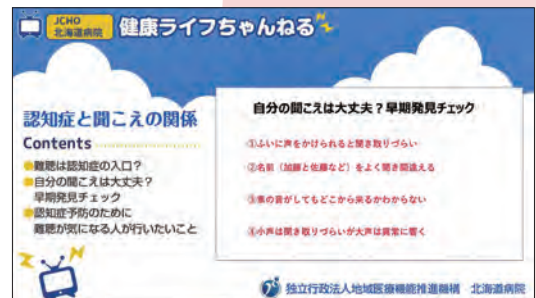 JCHO
北海道病院
健康ライフちゃんねる
認知症と聞こえの関係
Contents
難聴は認知症の入口？
自分の聞こえは大丈夫？
早期発見チェック
認知症予防のために
難聴が気になる人が行いたいこと
自分の聞こえは大丈夫？早期発見チェック
①ふいに声をかけられると聞き取りづらい
②名前（加藤と佐藤など）をよく聞き間違える
③車の音がしてもどこから来るかわからない
④小声は聞き取りづらいが大声は異常に響く
独立行政法人地域医療機能推進機構 北海道病院